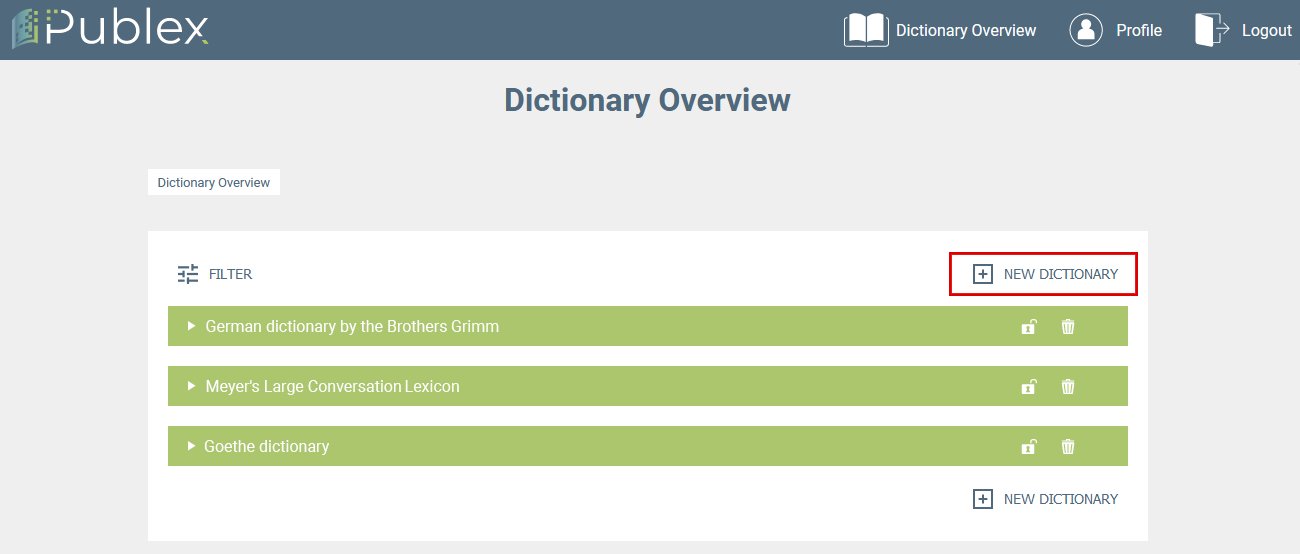 Publex
Dictionary Overview
Profile
Logout
Dictionary Overview
Dictionary Overview
FILTER
NEW DICTIONARY
German dictionary by the Brothers Grimm
Meyer's Large Conversation Lexicon
Goethe dictionary
NEW DICTIONARY